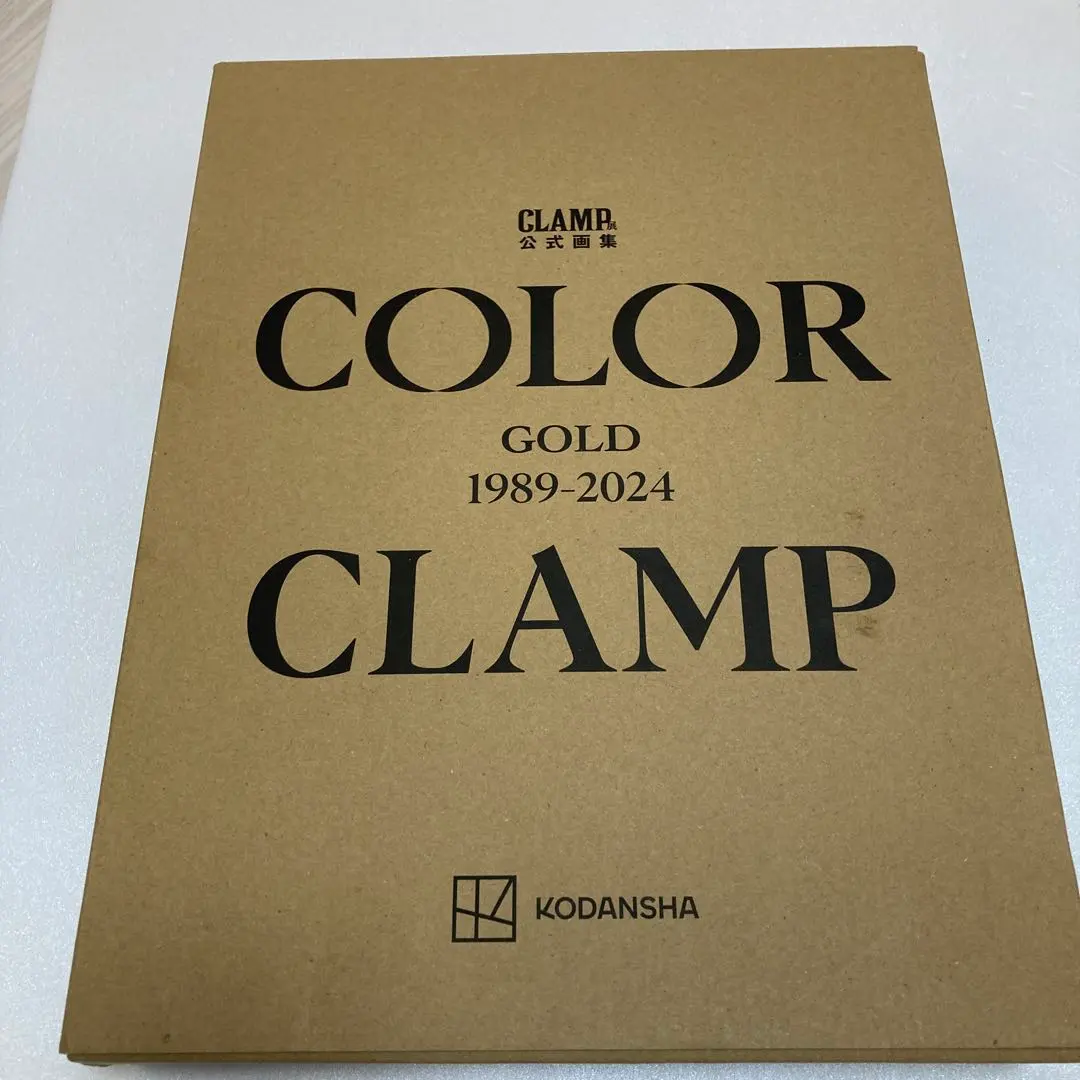 CLAMP展
公式画集
COLOR
GOLD
1989-2024
CLAMP
KODANSHA